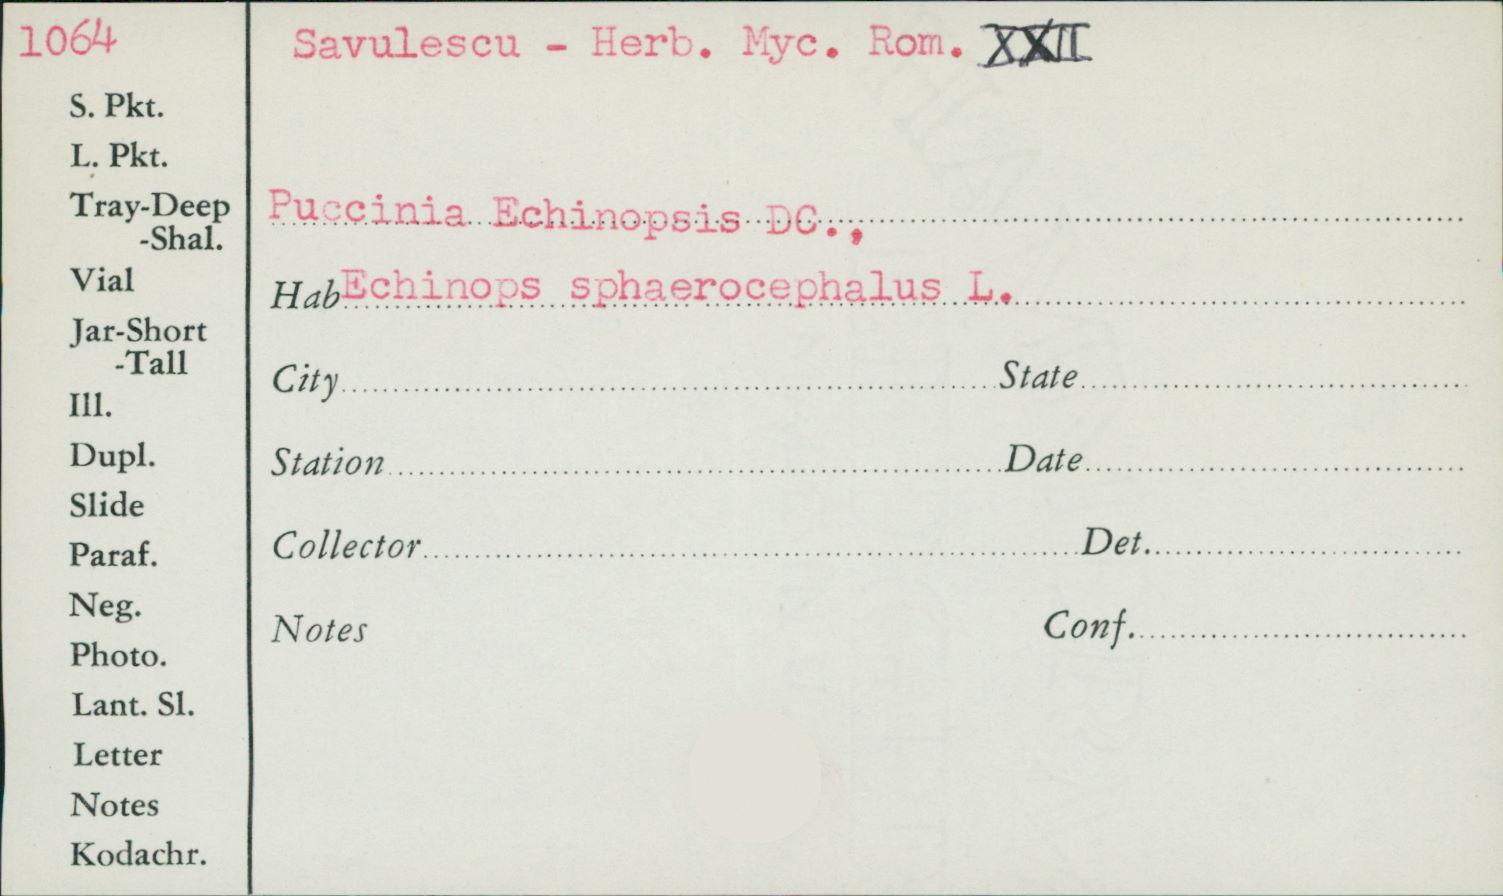 1064
Savulescu - Herb. Myc. Rom. XXII
S. Pkt.
L. Pkt.
Tray-Deep
-Shal.
Vial
Jar-Short
-Tall
Ill.
Dupl.
Slide
Paraf.
Neg.
Photo.
Lant. Sl.
Letter
Notes
Kodachr.
Puccinia Echinopsis DC.,
Hab Echinops sphaerocephalus L.
City State
Station Date
Collector Det.
Notes Conf.